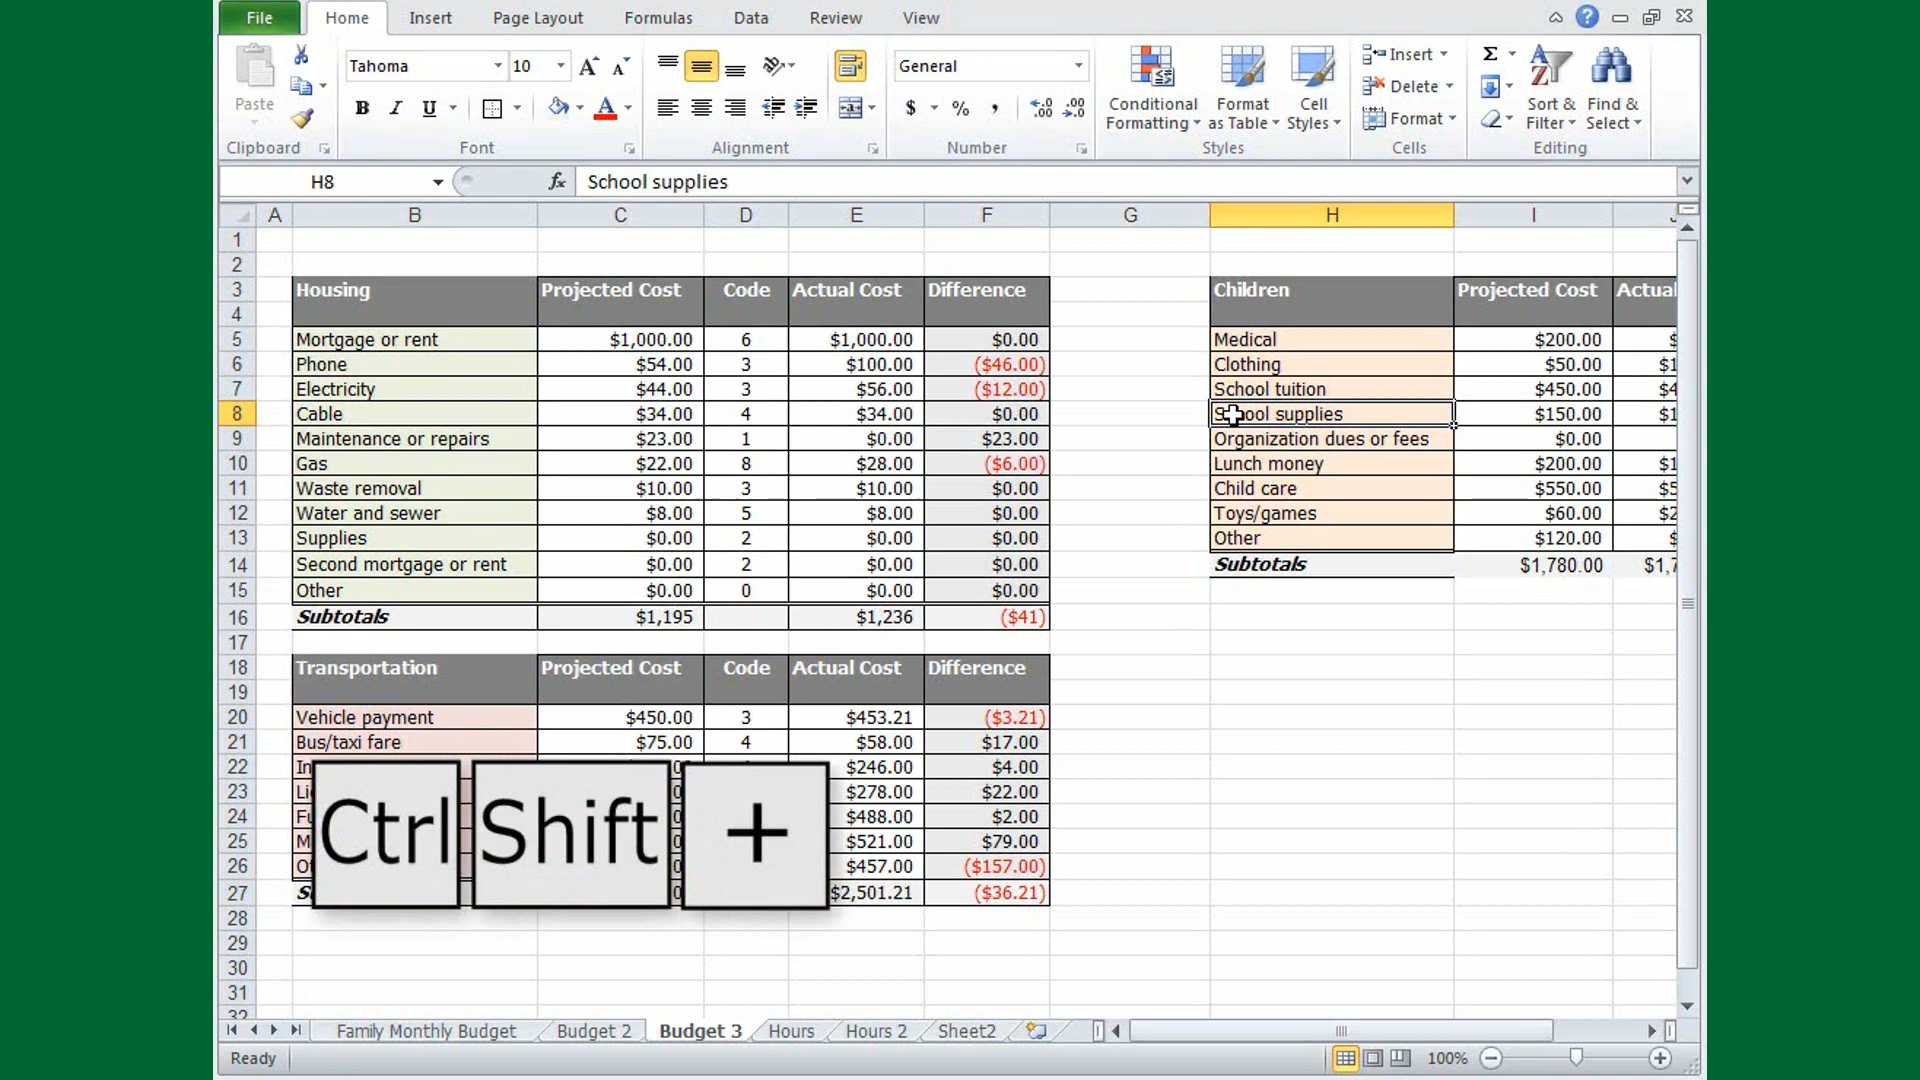 File Home Insert Page Layout Formulas Data Review View
Tahoma 10 General Insert
Paste Conditional Formatting Format as Table Cell Styles Delete Sort & Filter Find & Select
B I U $ % , Format
Clipboard Font Alignment Number Styles Cells Editing
H8 fx School supplies
A B C D E F G H I
1
2
3 Housing Projected Cost Code Actual Cost Difference Children Projected Cost Actual
4
5 Mortgage or rent $1,000.00 6 $1,000.00 $0.00 Medical $200.00
6 Phone $54.00 3 $100.00 ($46.00) Clothing $50.00
7 Electricity $44.00 3 $56.00 ($12.00) School tuition $450.00
8 Cable $34.00 4 $34.00 $0.00 School supplies $150.00
9 Maintenance or repairs $23.00 1 $0.00 $23.00 Organization dues or fees $0.00
10 Gas $22.00 8 $28.00 ($6.00) Lunch money $200.00
11 Waste removal $10.00 3 $10.00 $0.00 Child care $550.00
12 Water and sewer $8.00 5 $8.00 $0.00 Toys/games $60.00
13 Supplies $0.00 2 $0.00 $0.00 Other $120.00
14 Second mortgage or rent $0.00 2 $0.00 $0.00 Subtotals $1,780.00
15 Other $0.00 0 $0.00 $0.00
16 Subtotals $1,195 $1,236 ($41)
17
18 Transportation Projected Cost Code Actual Cost Difference
19
20 Vehicle payment $450.00 3 $453.21 ($3.21)
21 Bus/taxi fare $75.00 4 $58.00 $17.00
22 $246.00 $4.00
23 $278.00 $22.00
24 $488.00 $2.00
25 $521.00 $79.00
26 $457.00 ($157.00)
27 $2,501.21 ($36.21)
Ctrl Shift +
28
29
30
31
32
Family Monthly Budget Budget 2 Budget 3 Hours Hours 2 Sheet2
Ready 100%